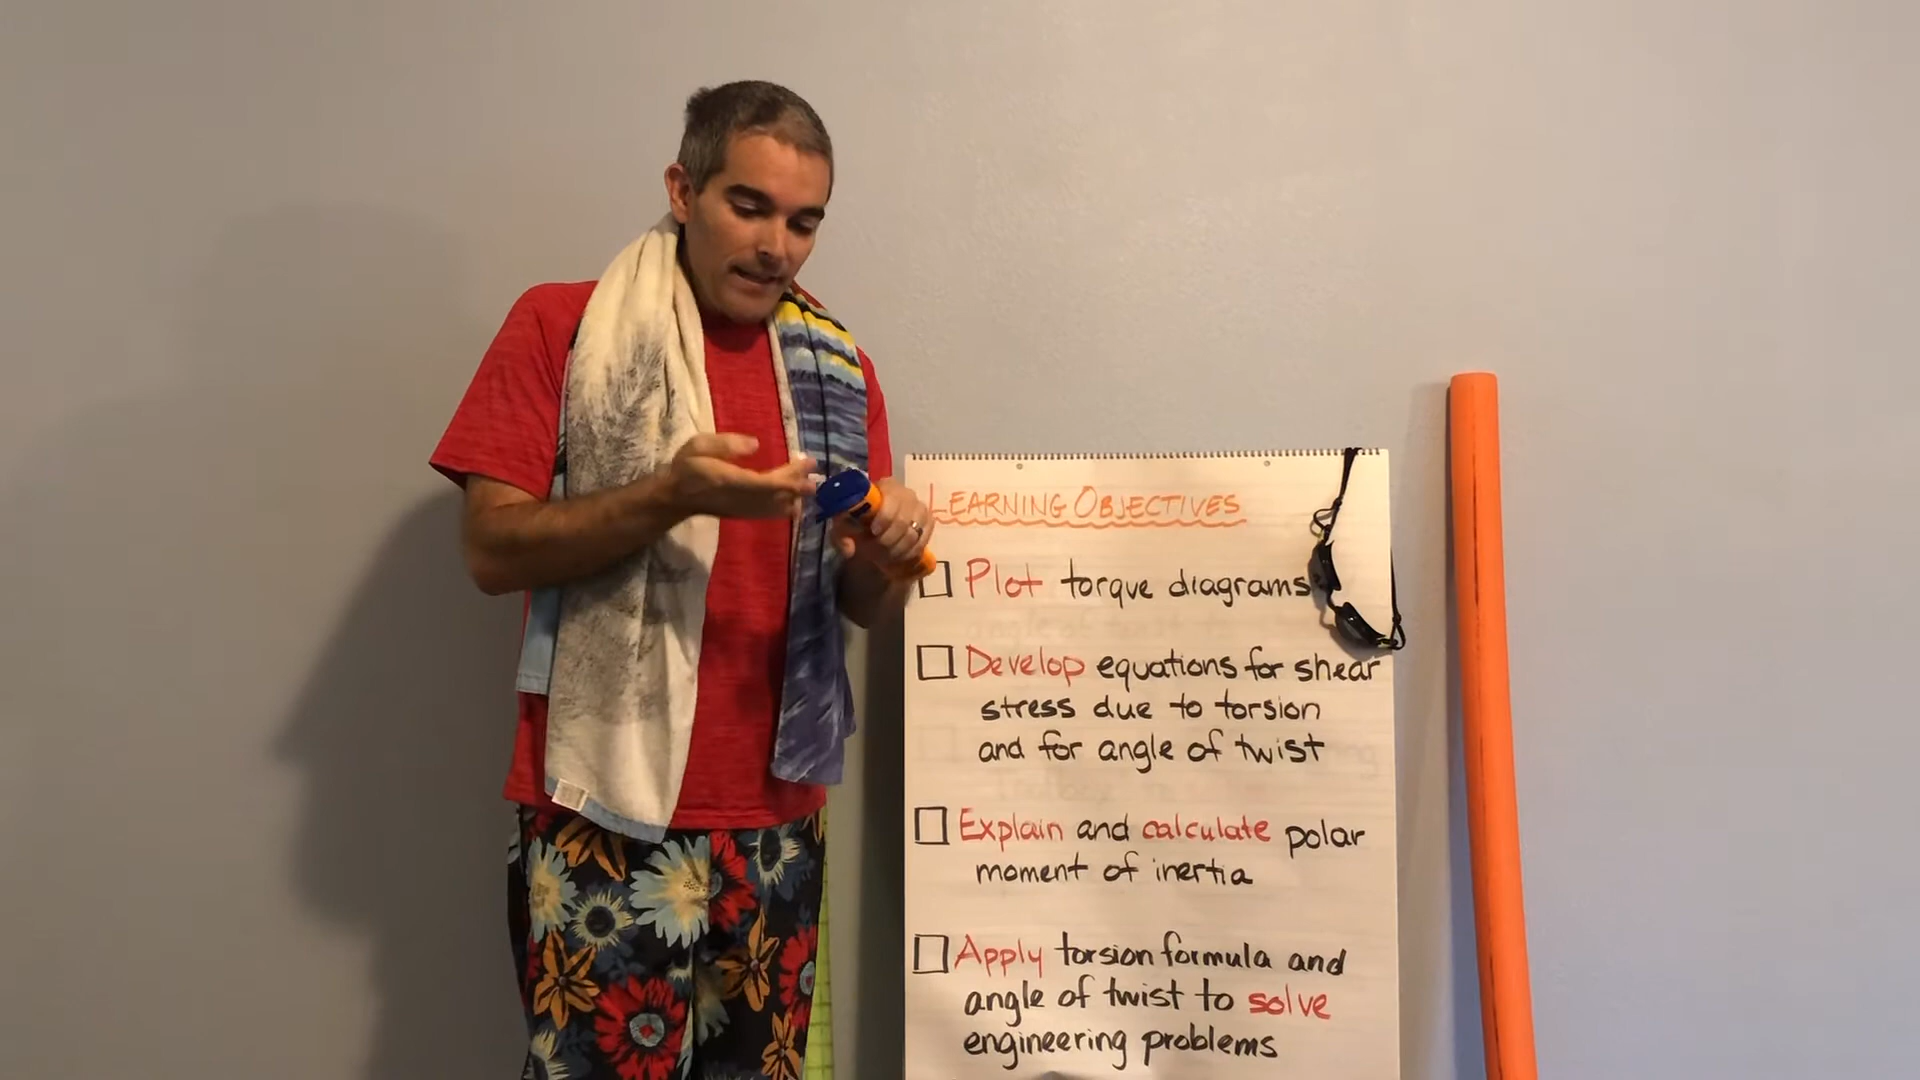 LEARNING OBJECTIVES
Plot torque diagrams
Develop equations for shear
stress due to torsion
and for angle of twist
Explain and calculate polar
moment of inertia
Apply torsion formula and
angle of twist to solve
engineering problems